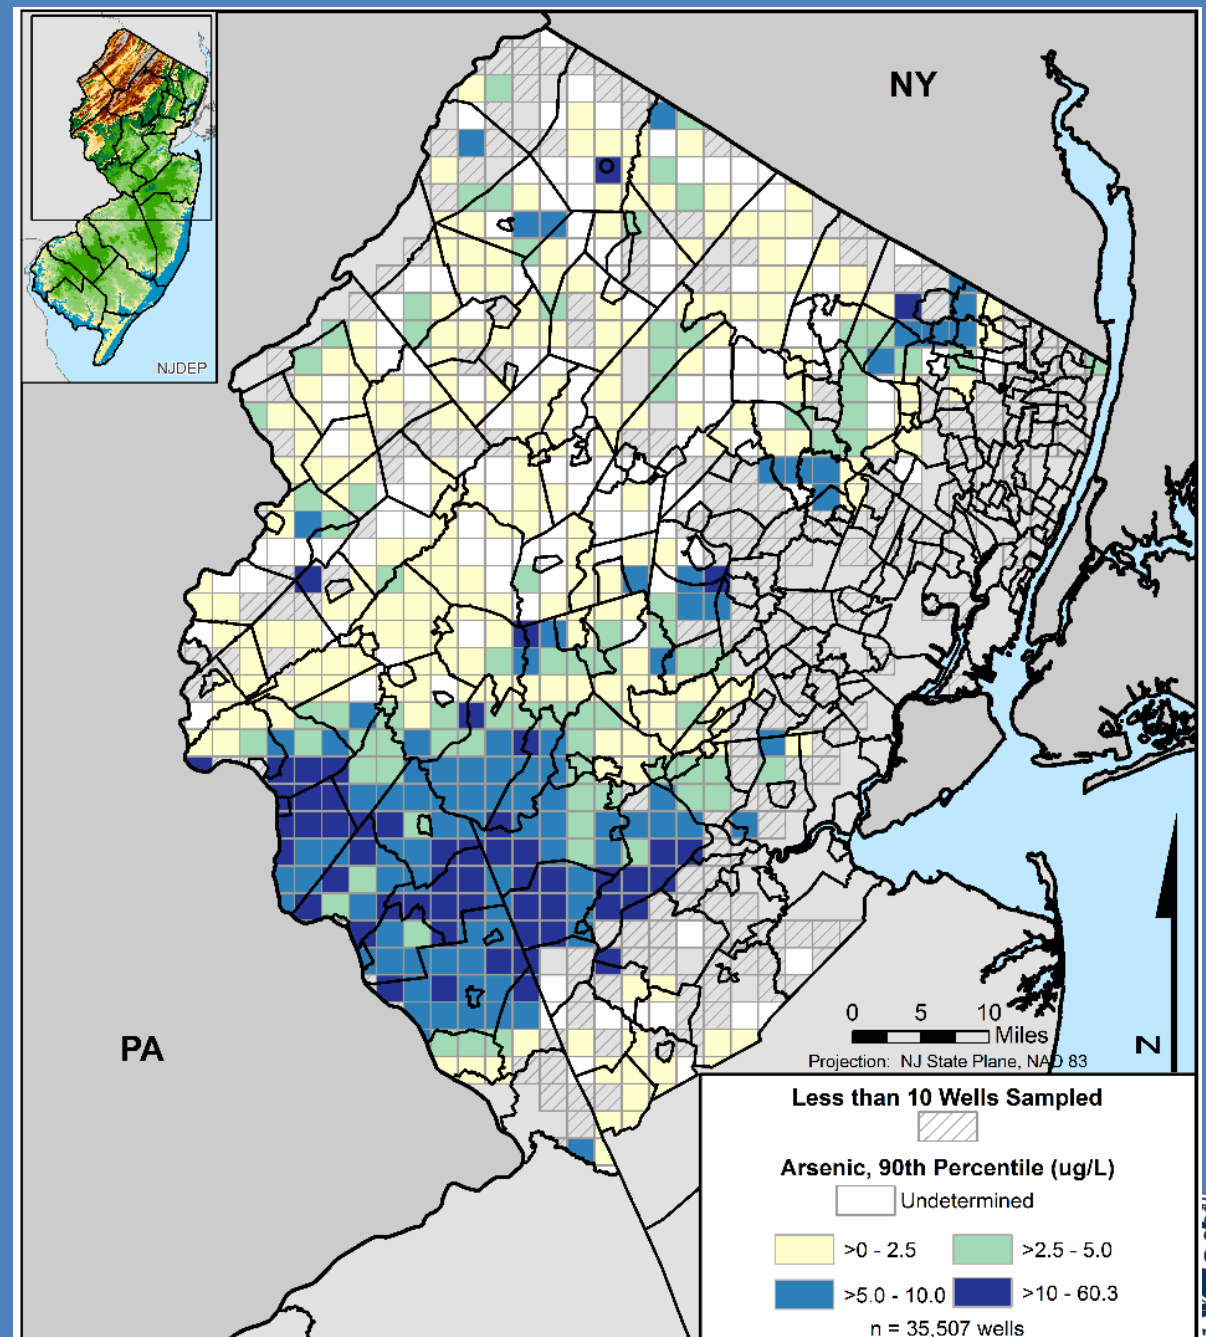 NY
NJDEP
PA
0 5 10
Miles
Projection: NJ State Plane, NAD 83
N
Less than 10 Wells Sampled
Arsenic, 90th Percentile (ug/L)
Undetermined
>0 - 2.5 >2.5 - 5.0
>5.0 - 10.0 >10 - 60.3
n = 35,507 wells